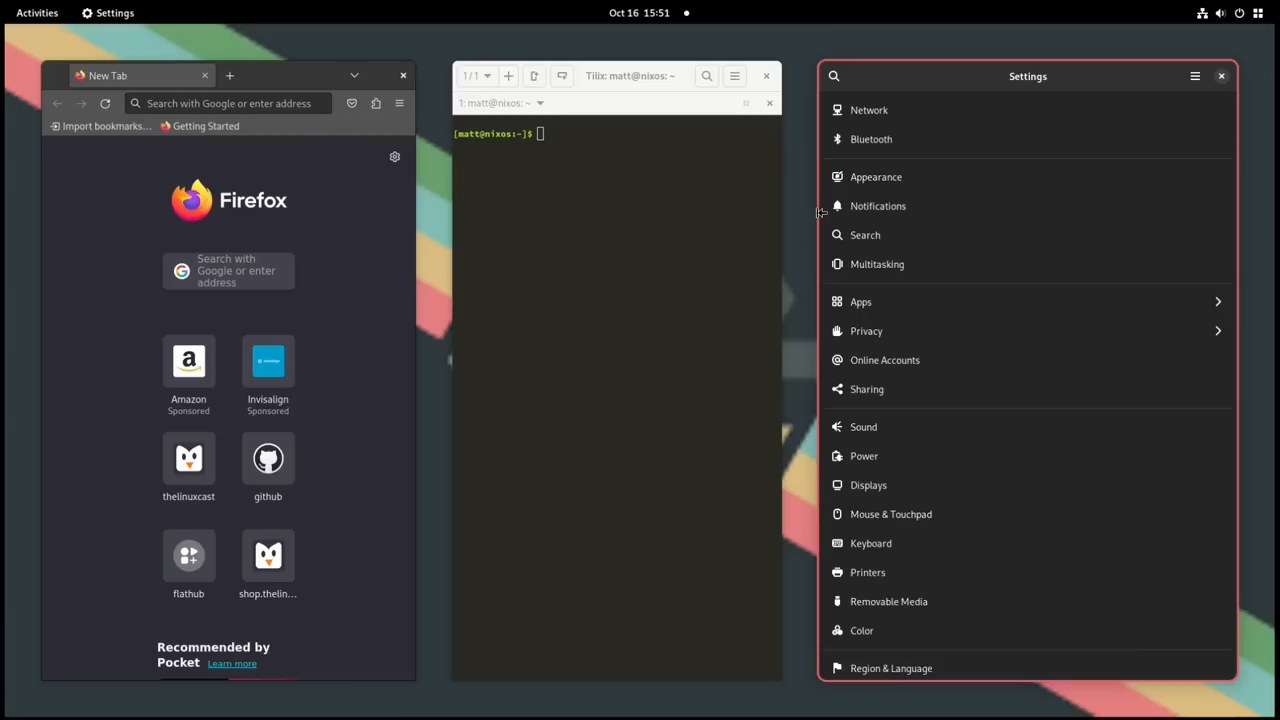 Activities
Settings
Oct 16 15:51
New Tab
Search with Google or enter address
Import bookmarks...
Getting Started
Firefox
Search with
Google or enter
address
Amazon
Sponsored
Invisalign
Sponsored
thelinuxcast
github
flathub
shop.thelin...
Recommended by
Pocket Learn more
1/1
Tilix: matt@nixos: ~
1: matt@nixos: ~
[matt@nixos:~]$
Settings
Network
Bluetooth
Appearance
Notifications
Search
Multitasking
Apps
Privacy
Online Accounts
Sharing
Sound
Power
Displays
Mouse & Touchpad
Keyboard
Printers
Removable Media
Color
Region & Language